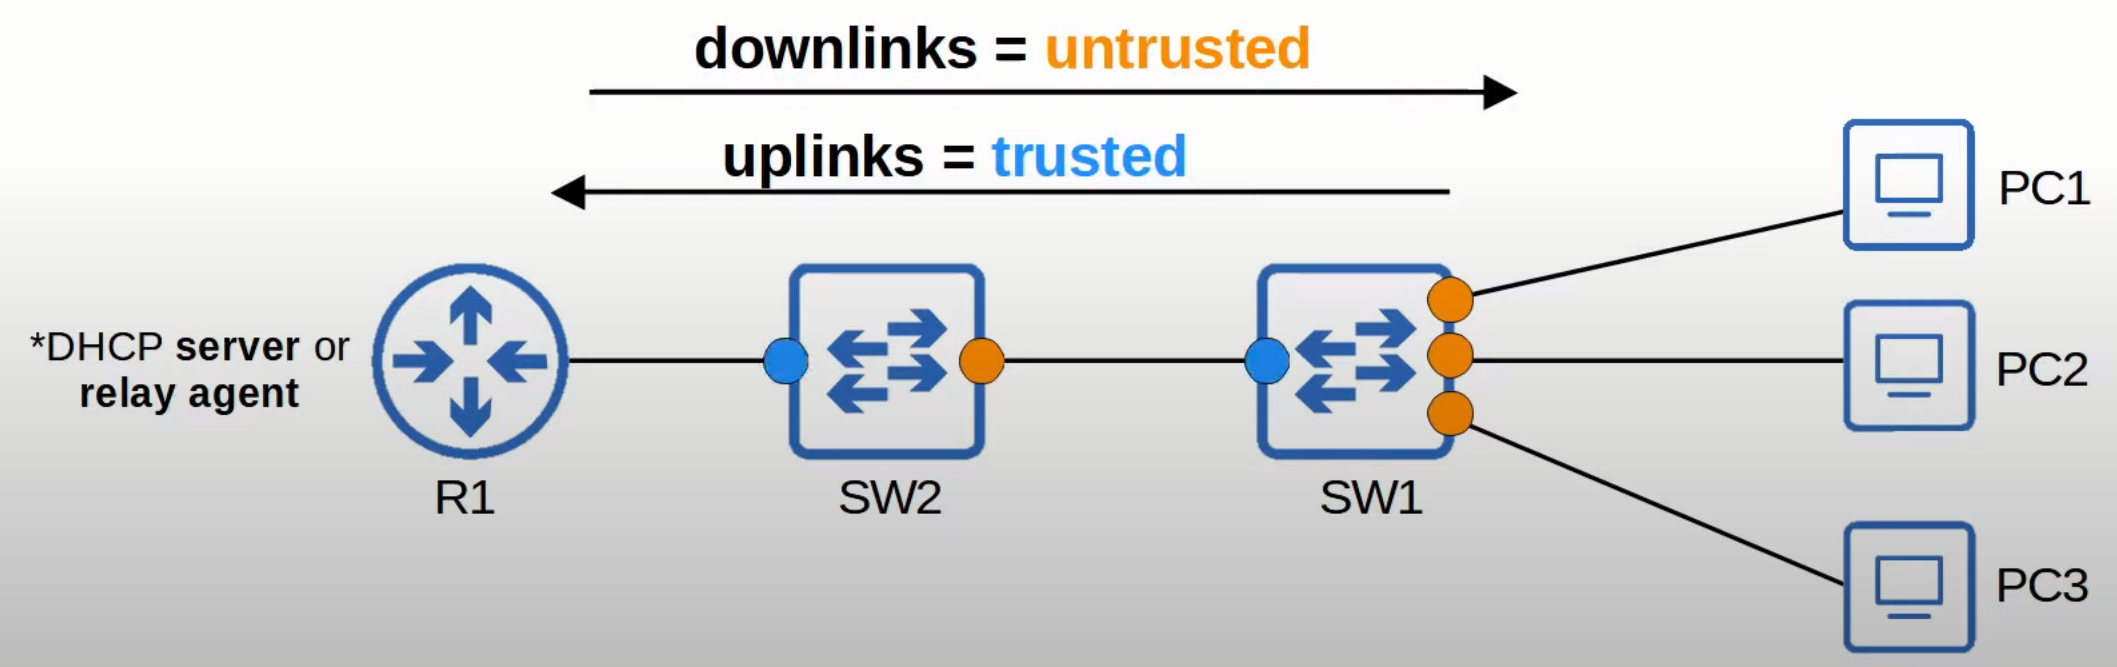 downlinks = untrusted
uplinks = trusted
PC1
*DHCP server or
relay agent
PC2
R1
SW2
SW1
PC3